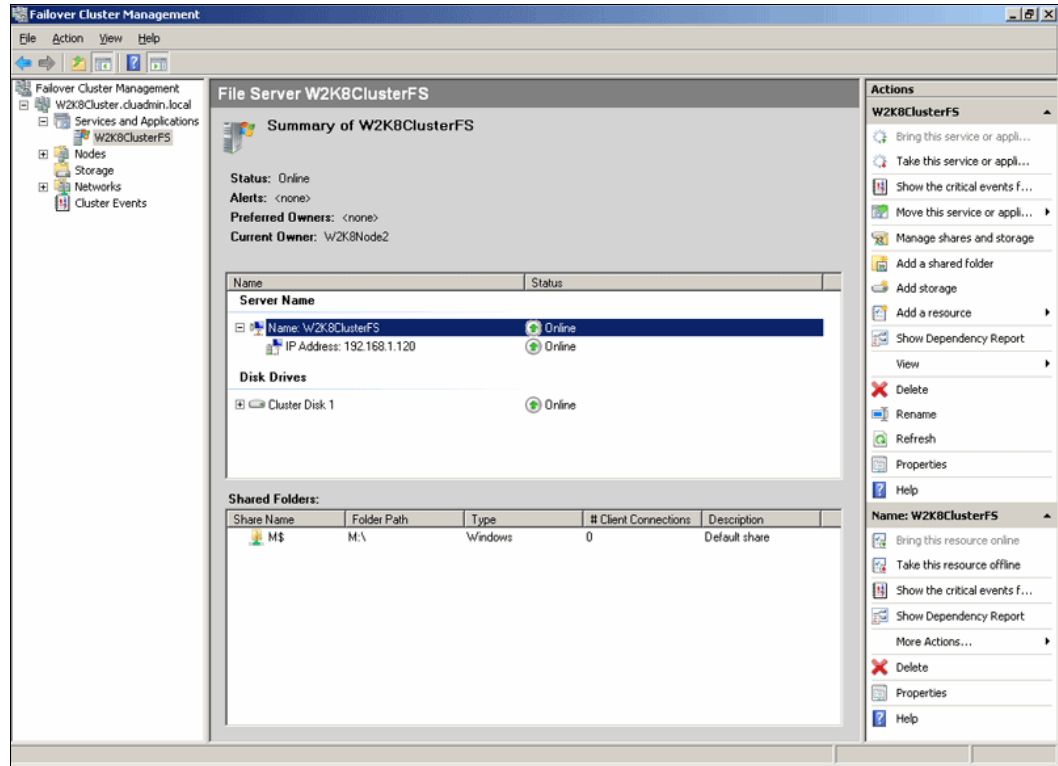 Failover Cluster Management
File Action View Help
Failover Cluster Management
W2K8Cluster.cluadmin.local
Services and Applications
W2K8ClusterFS
Nodes
Storage
Networks
Cluster Events
File Server W2K8ClusterFS
Summary of W2K8ClusterFS
Status: Online
Alerts: <none>
Preferred Owners: <none>
Current Owner: W2K8Node2
Name Status
Server Name
Name: W2K8ClusterFS Online
IP Address: 192.168.1.120 Online
Disk Drives
Cluster Disk 1 Online
Shared Folders:
Share Name Folder Path Type # Client Connections Description
M$ M:\ Windows 0 Default share
Actions
W2K8ClusterFS
Bring this service or appli...
Take this service or appli...
Show the critical events f...
Move this service or appli...
Manage shares and storage
Add a shared folder
Add storage
Add a resource
Show Dependency Report
View
Delete
Rename
Refresh
Properties
Help
Name: W2K8ClusterFS
Bring this resource online
Take this resource offline
Show the critical events f...
Show Dependency Report
More Actions...
Delete
Properties
Help